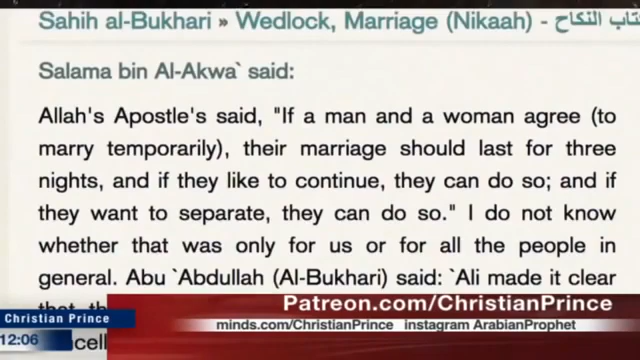 Sahih al-Bukhari » Wedlock, Marriage (Nikaah) - كتاب النكاح
Salama bin Al-Akwa` said:
Allah's Apostle's said, "If a man and a woman agree (to
marry temporarily), their marriage should last for three
nights, and if they like to continue, they can do so; and if
they want to separate, they can do so." I do not know
whether that was only for us or for all the people in
general. Abu `Abdullah (Al-Bukhari) said: `Ali made it clear
Patreon.com/ChristianPrince
Christian Prince
minds.com/ChristianPrince instagram ArabianProphet
12:06